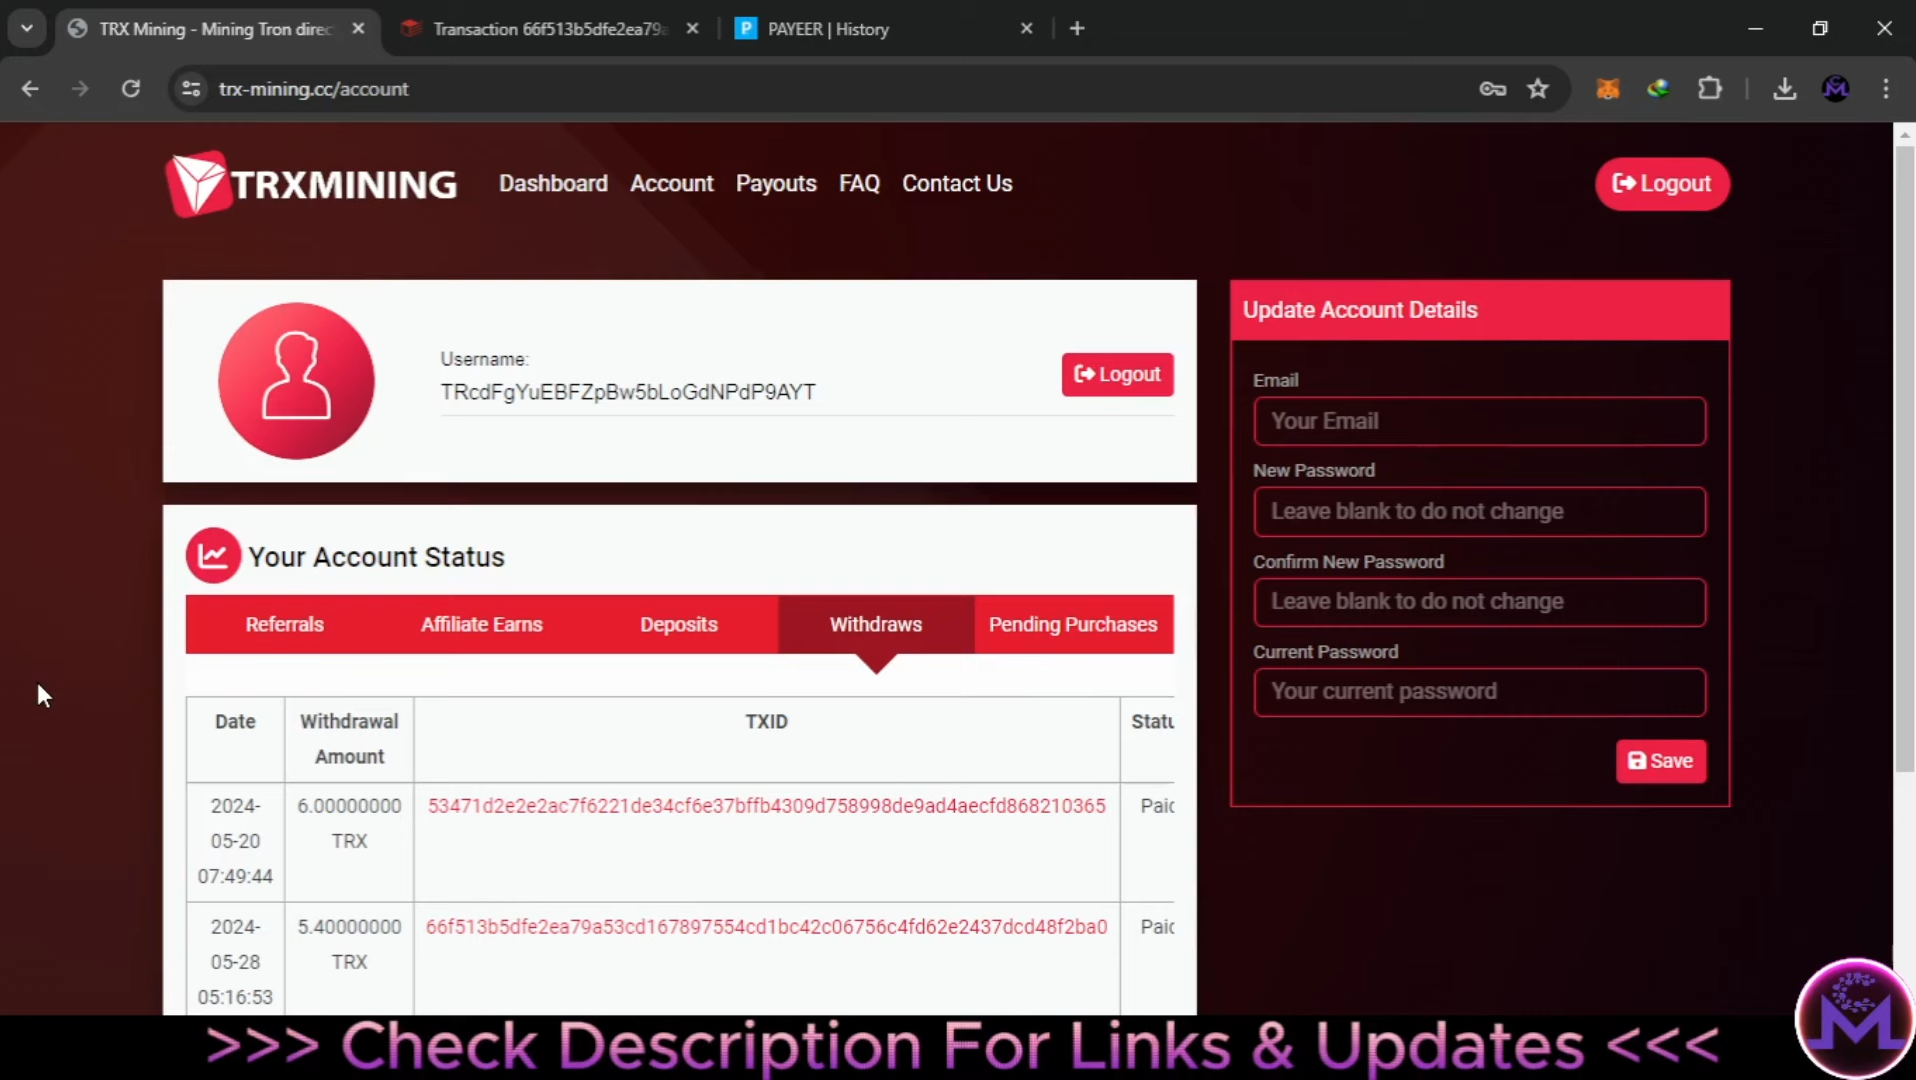 TRX Mining - Mining Tron direc
Transaction 66f513b5dfe2ea79a
PAYEER | History
trx-mining.cc/account
TRXMINING
Dashboard
Account
Payouts
FAQ
Contact Us
Logout
Username:
TRcdFgYuEBFZpBw5bLoGdNPdP9AYT
Logout
Update Account Details
Email
Your Email
New Password
Leave blank to do not change
Confirm New Password
Leave blank to do not change
Current Password
Your current password
Save
Your Account Status
Referrals
Affiliate Earns
Deposits
Withdraws
Pending Purchases
Date
Withdrawal
Amount
TXID
Statu
2024-
05-20
07:49:44
6.00000000
TRX
53471d2e2e2ac7f6221de34cf6e37bffb4309d758998de9ad4aecfd868210365
Paid
2024-
05-28
05:16:53
5.40000000
TRX
66f513b5dfe2ea79a53cd167897554cd1bc42c06756c4fd62e2437dcd48f2ba0
Paid
>>> Check Description For Links & Updates <<<